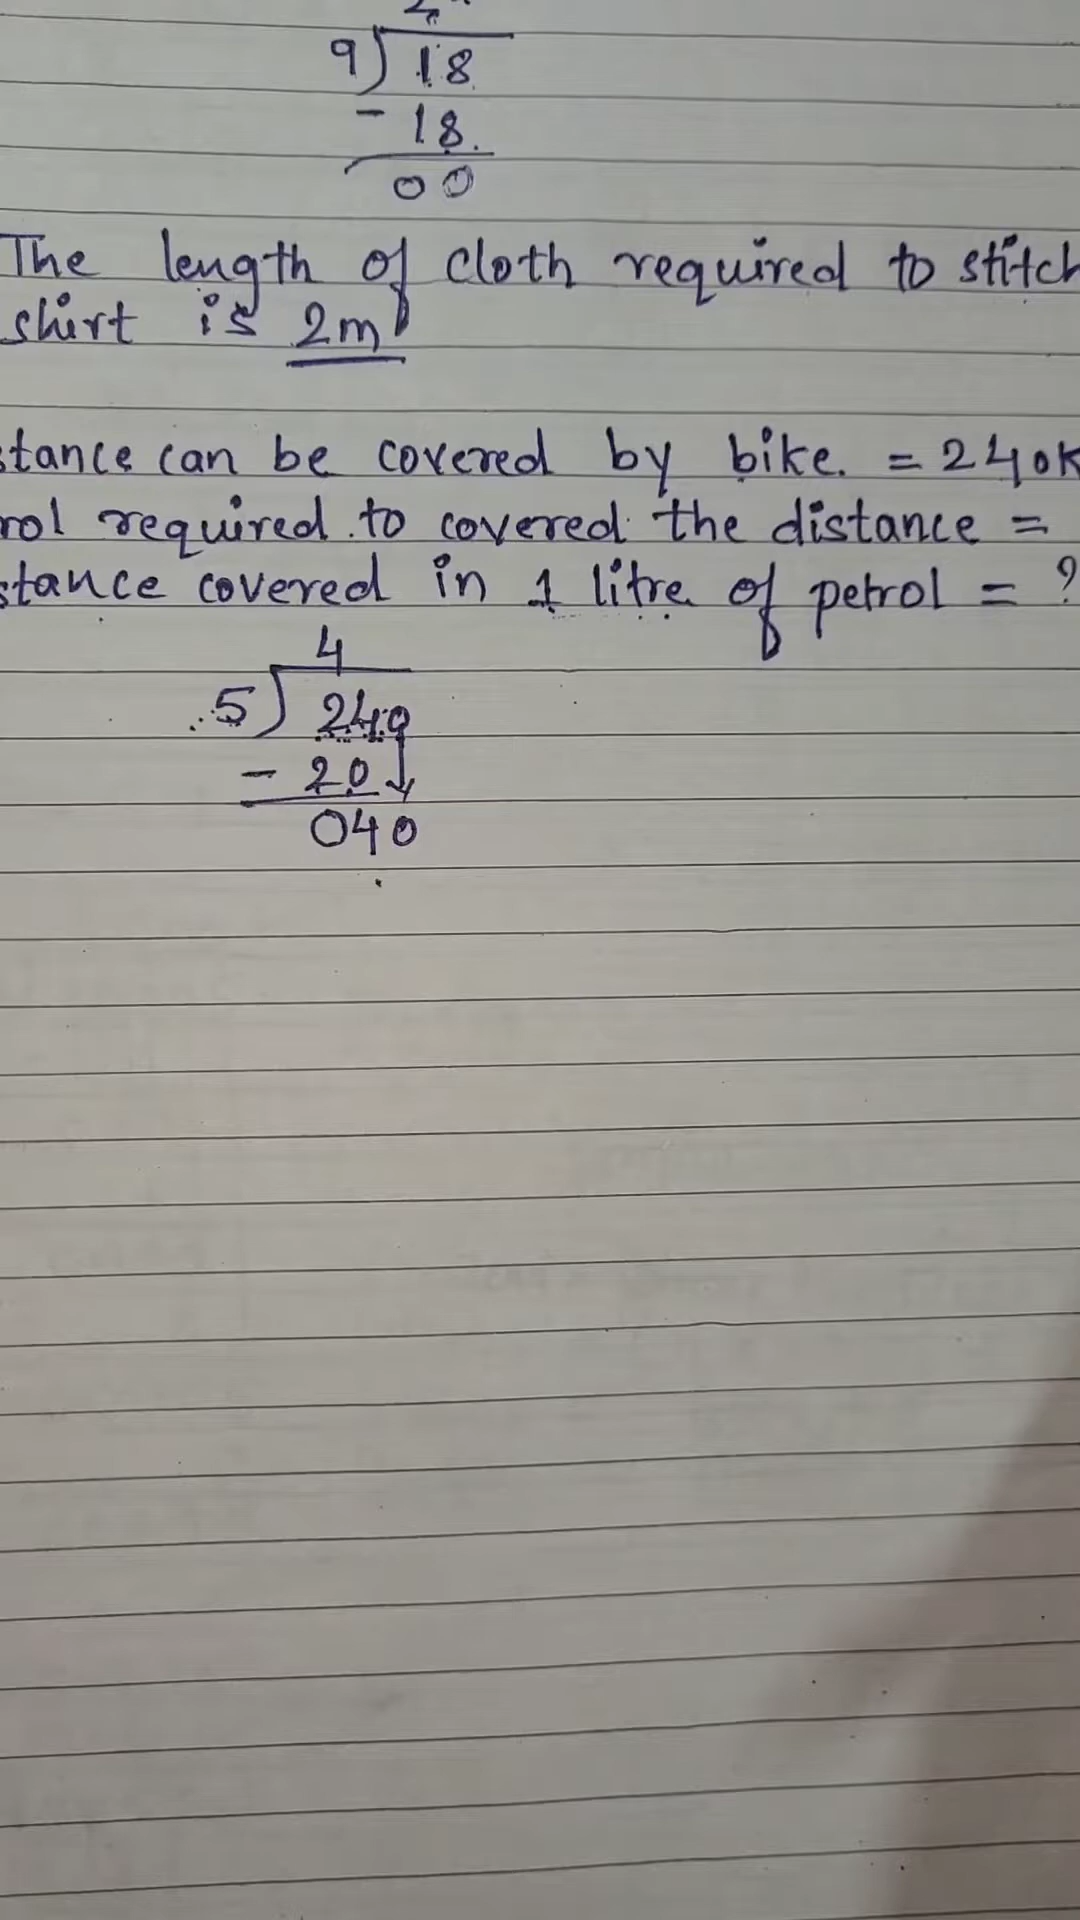 9) 18
- 18.
00
The length of cloth required to stitch
shirt is 2m
stance can be covered by bike. = 240K
rol required. to covered the distance =
stance covered in 1 litre of petrol = ?
4
5) 240
- 20
040